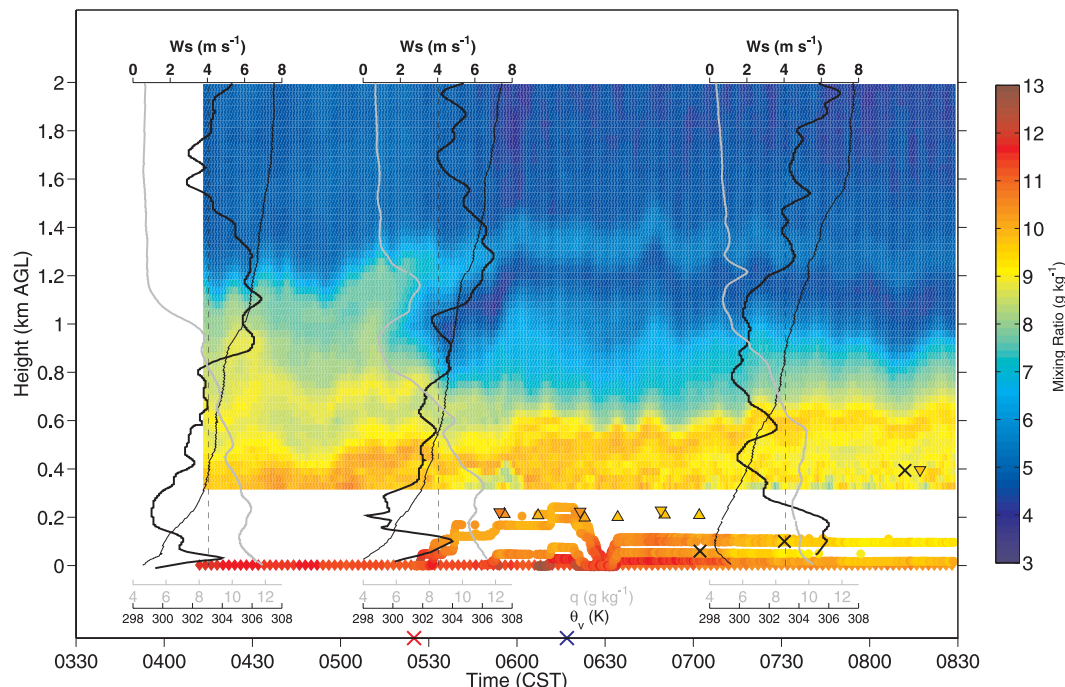 Ws (m s⁻¹) Ws (m s⁻¹) Ws (m s⁻¹)
0 2 4 6 8 0 2 4 6 8 0 2 4 6 8
2
1.8
1.6
1.4
1.2
1
0.8
0.6
0.4
0.2
0
Height (km AGL)
4 6 8 10 12 4 6 8 10 12 q (g kg⁻¹) 4 6 8 10 12
298 300 302 304 306 308 298 300 302 304 306 308 θv (K) 298 300 302 304 306 308
0330 0400 0430 0500 0530 0600 0630 0700 0730 0800 0830
Time (CST)
13
12
11
10
9
8
7
6
5
4
3
Mixing Ratio (g kg⁻¹)